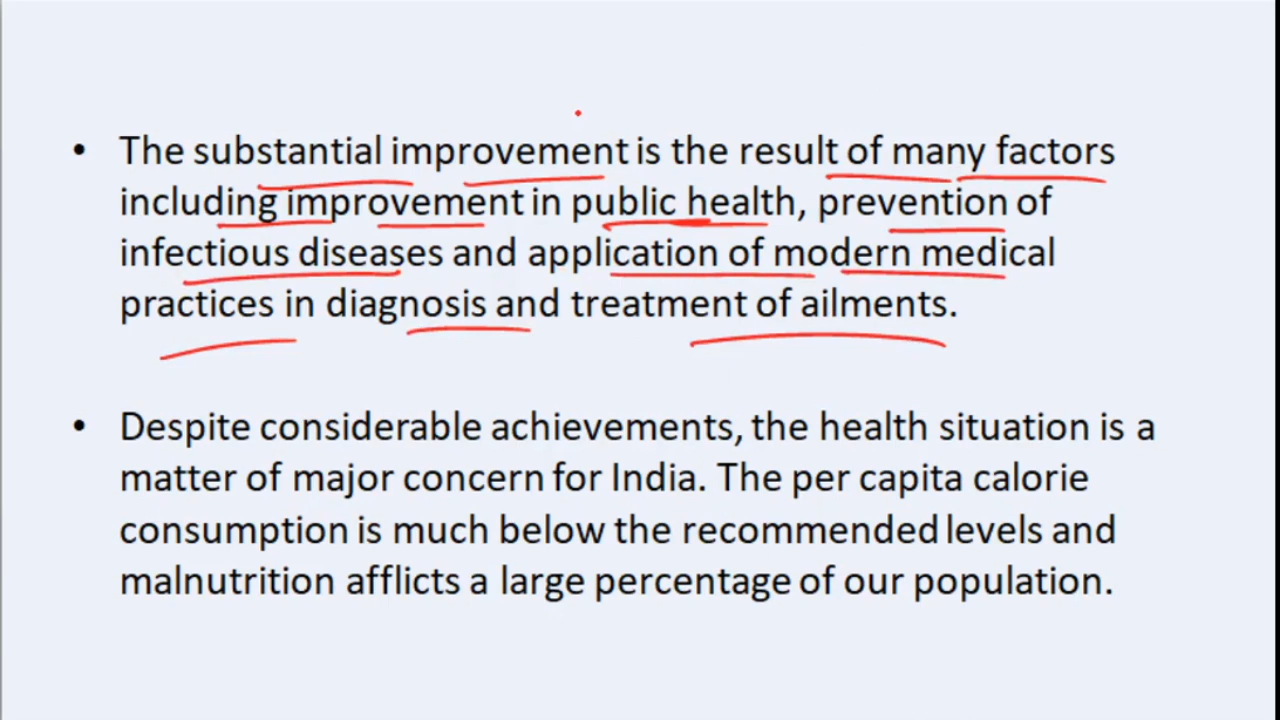 • The substantial improvement is the result of many factors
including improvement in public health, prevention of
infectious diseases and application of modern medical
practices in diagnosis and treatment of ailments.
• Despite considerable achievements, the health situation is a
matter of major concern for India. The per capita calorie
consumption is much below the recommended levels and
malnutrition afflicts a large percentage of our population.